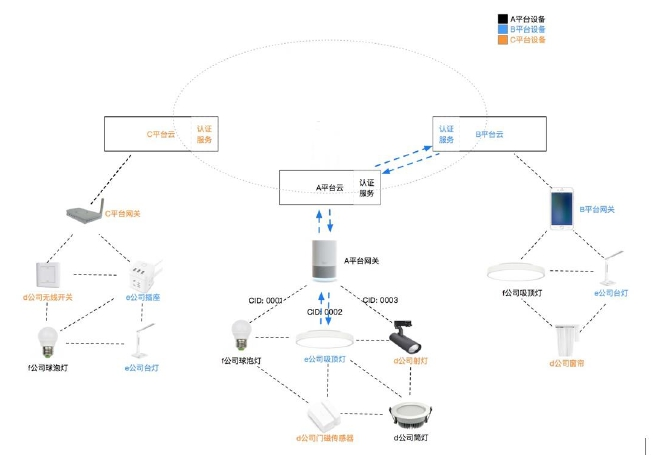 A平台设备
B平台设备
C平台设备
C平台云
认证
服务
认证
服务
B平台云
A平台云
认证
服务
C平台网关
B平台网关
A平台网关
d公司无线开关
e公司插座
f公司吸顶灯
e公司台灯
CID: 0001
CID: 0002
CID: 0003
f公司球泡灯
e公司台灯
f公司球泡灯
e公司吸顶灯
d公司射灯
d公司窗帘
e公司门磁传感器
d公司筒灯